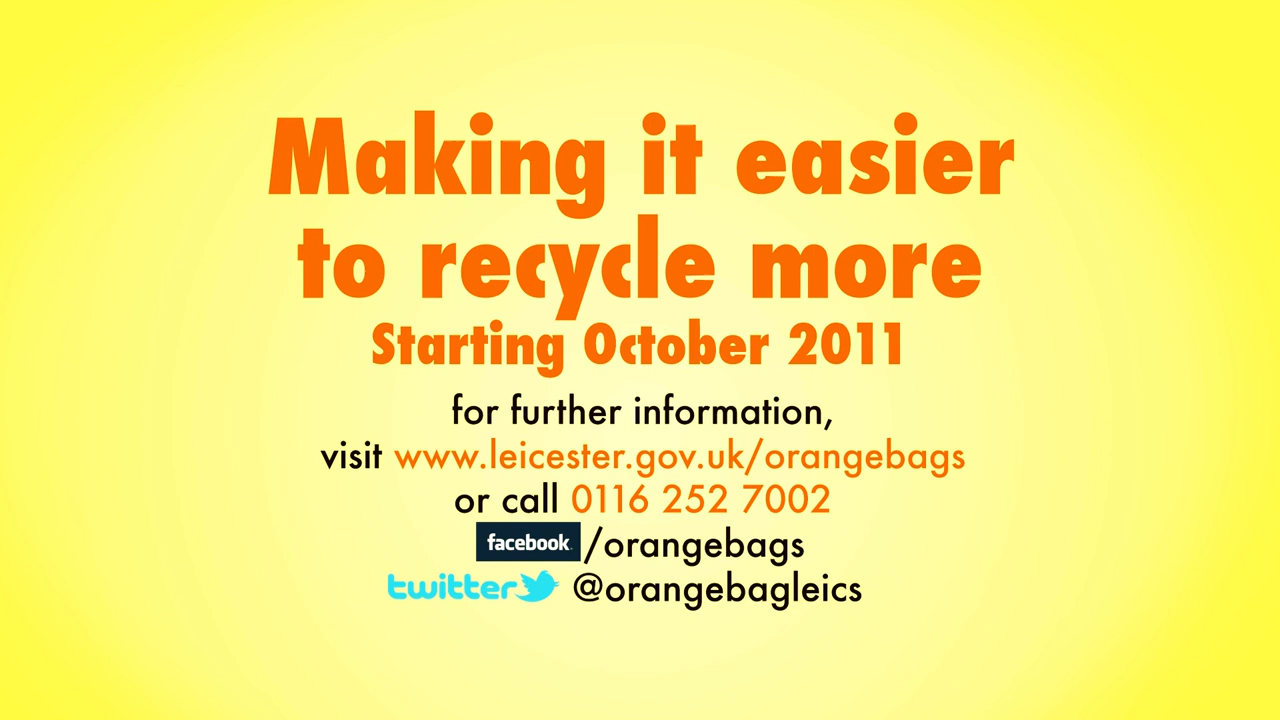 Making it easier
to recycle more
Starting October 2011
for further information,
visit www.leicester.gov.uk/orangebags
or call 0116 252 7002
facebook /orangebags
twitter @orangebagleics